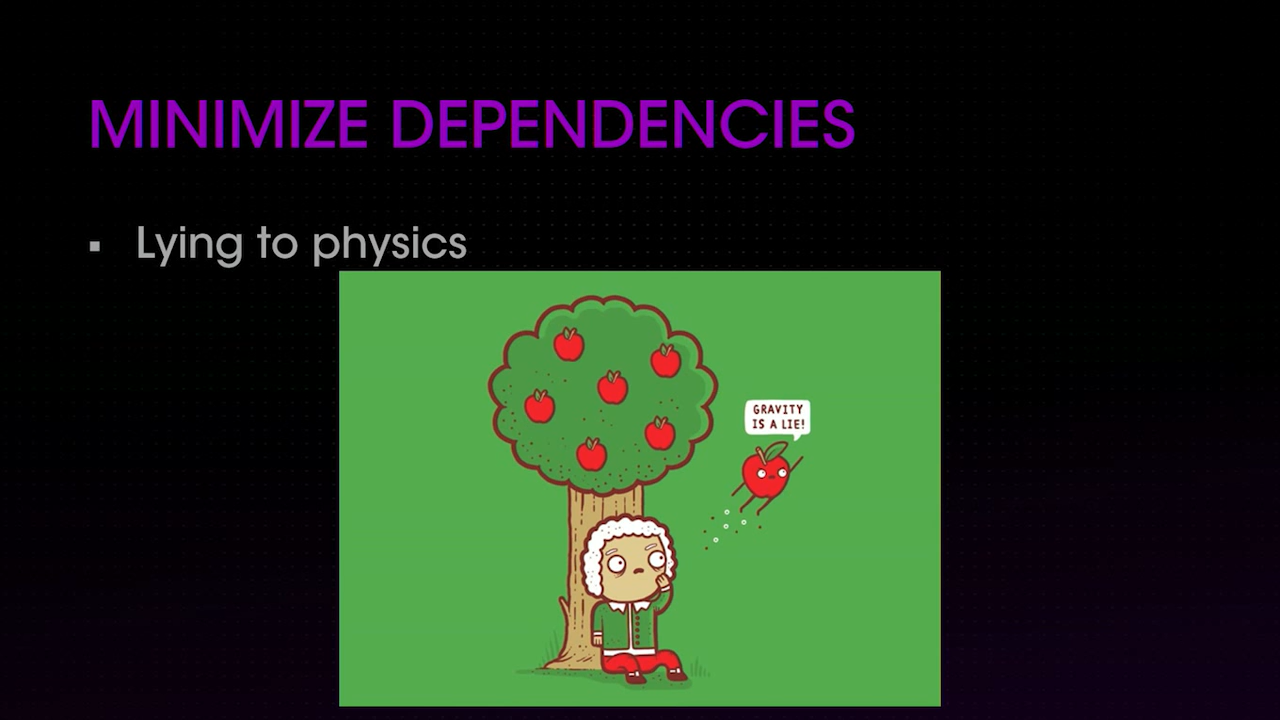 MINIMIZE DEPENDENCIES
▪ Lying to physics
GRAVITY
IS A LIE!